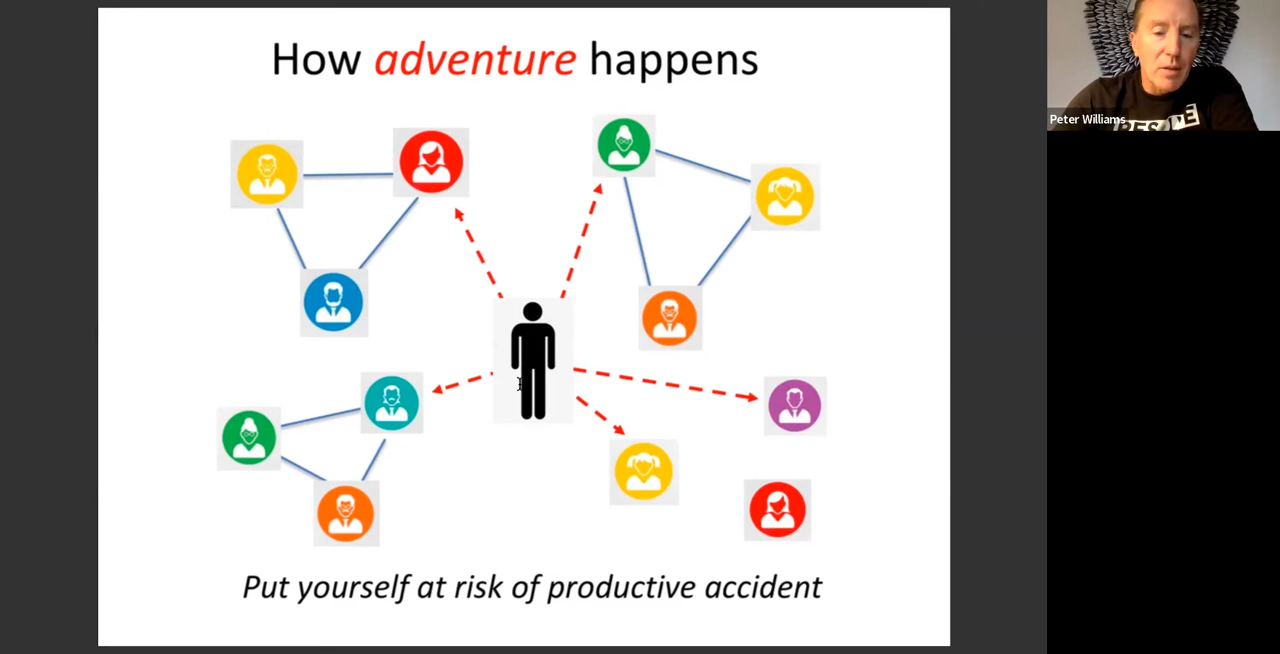 How adventure happens
Peter Williams
Put yourself at risk of productive accident